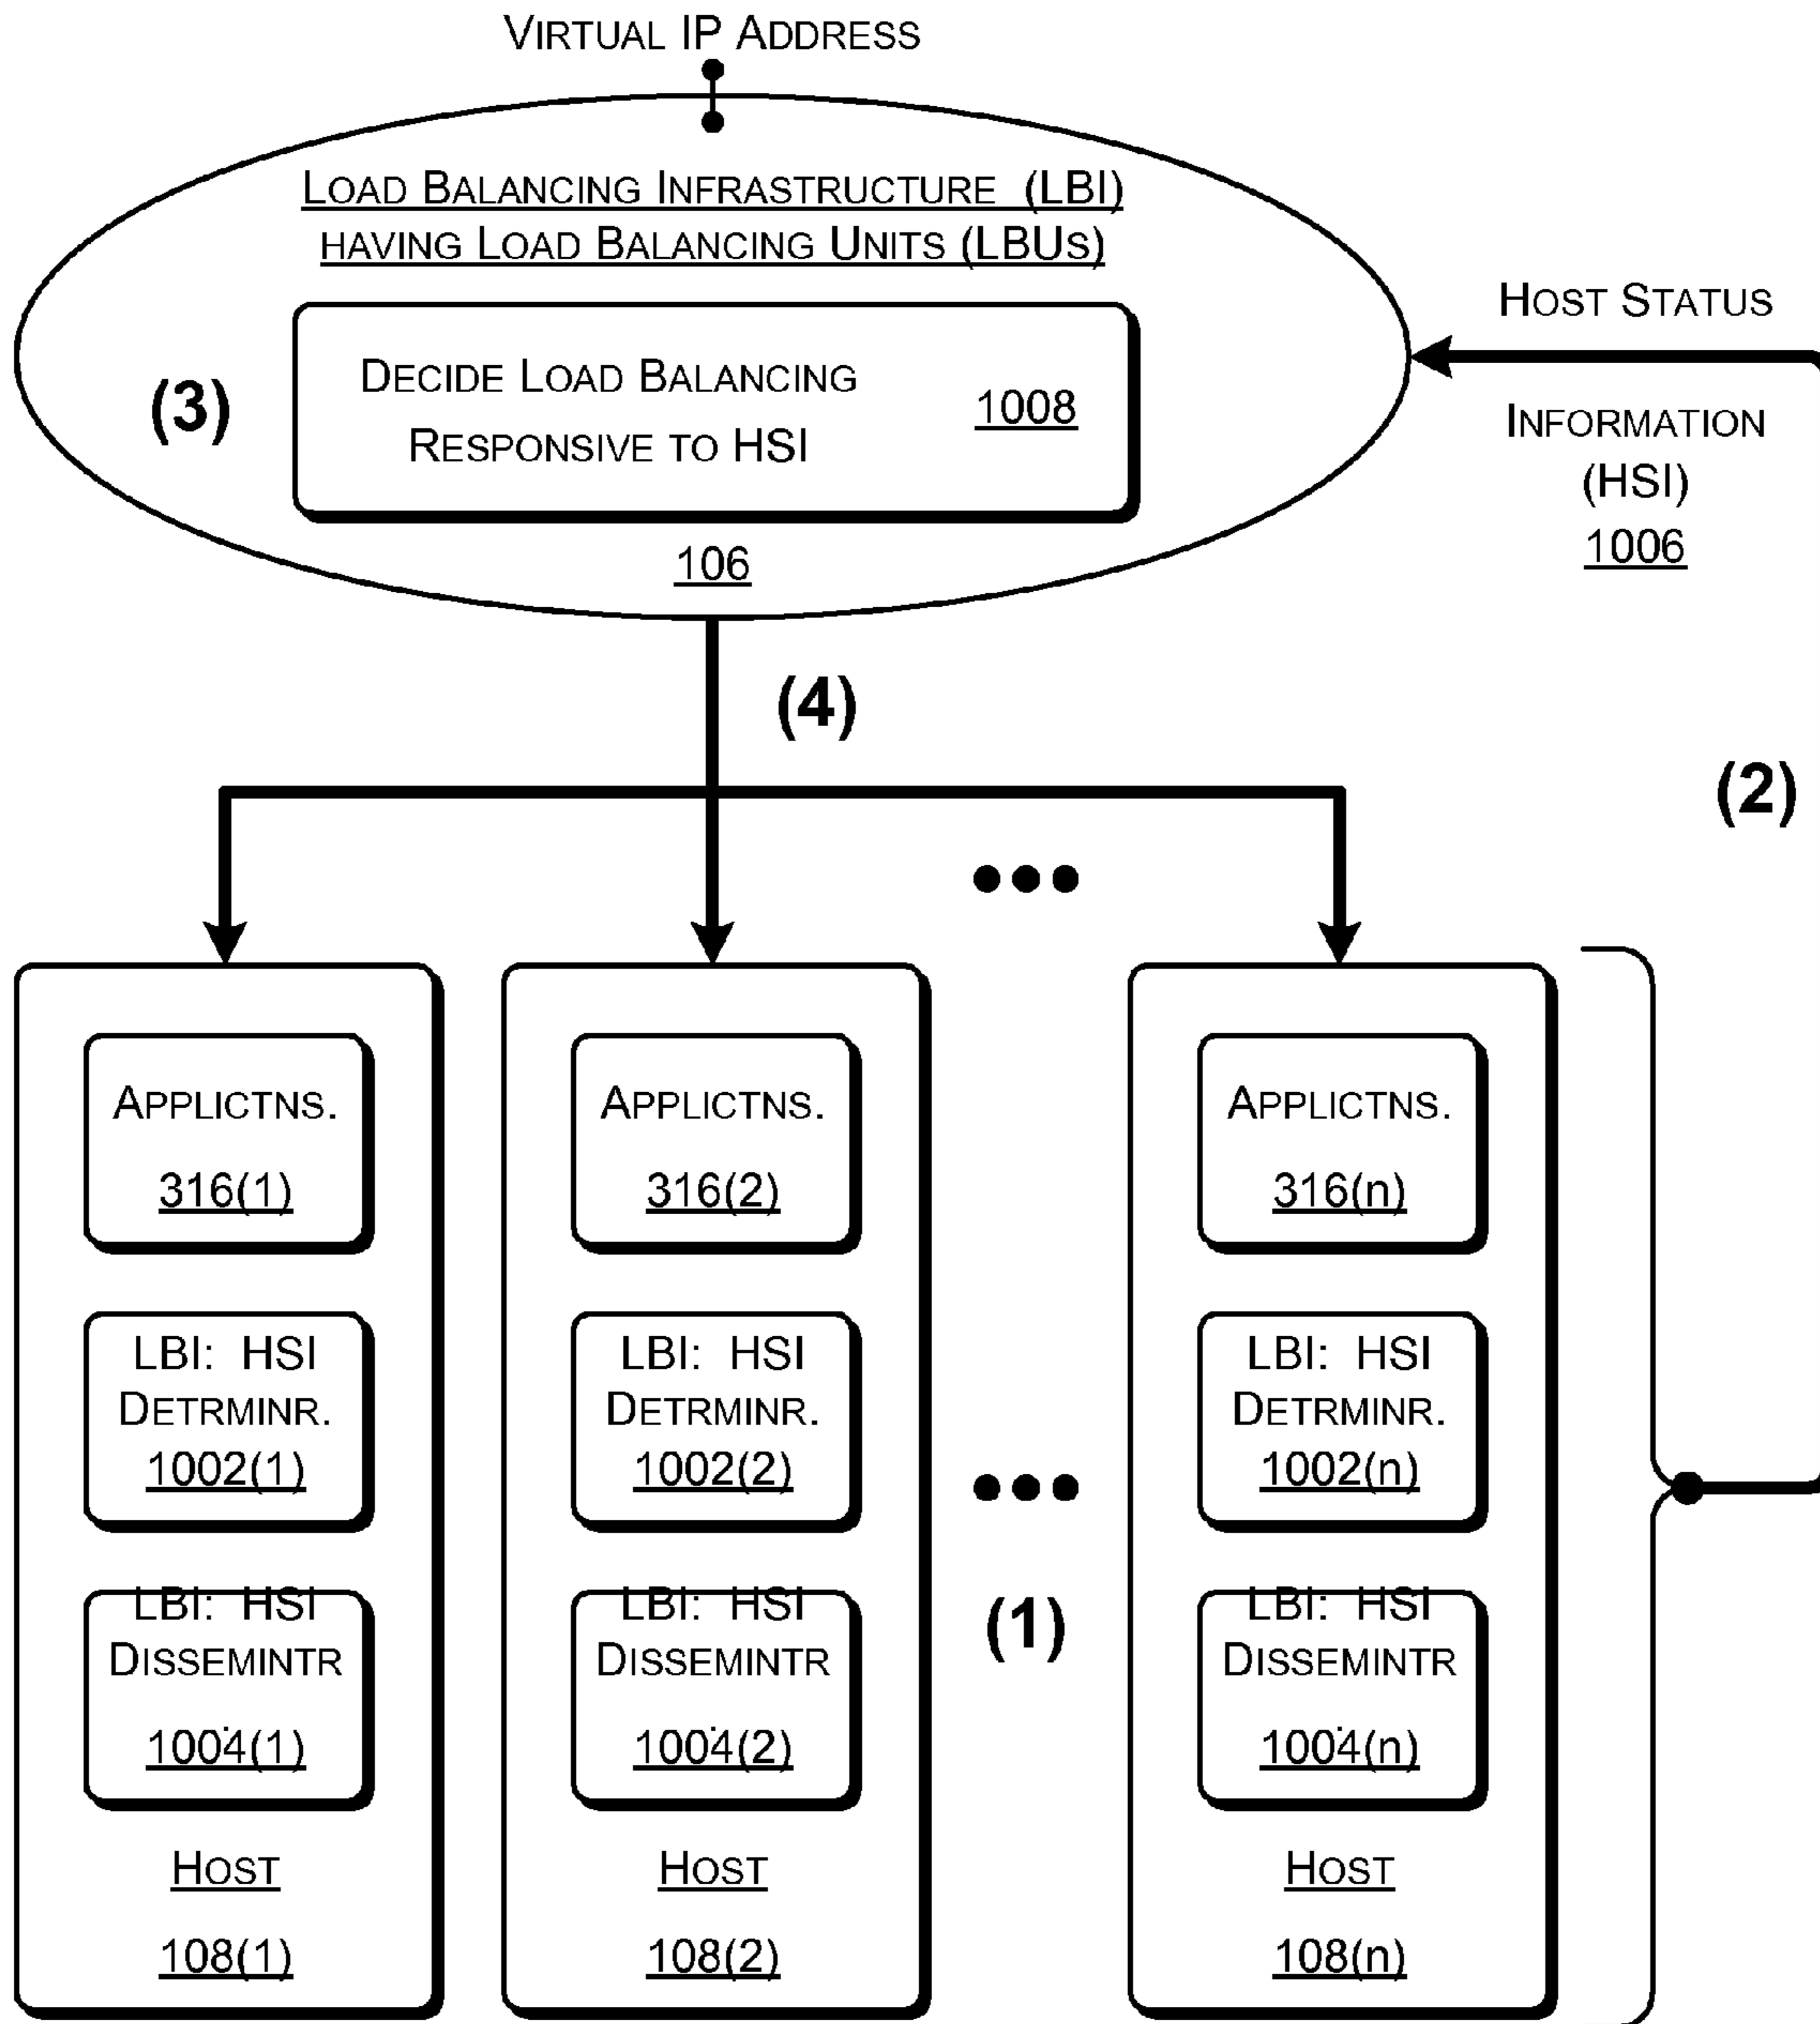 VIRTUAL IP ADDRESS
LOAD BALANCING INFRASTRUCTURE (LBI)
HAVING LOAD BALANCING UNITS (LBUS)
(3)
DECIDE LOAD BALANCING
RESPONSIVE TO HSI
1008
106
HOST STATUS
INFORMATION
(HSI)
1006
(4)
(2)
APPLICTNS.
316(1)
LBI: HSI
DETRMINR.
1002(1)
LBI: HSI
DISSEMINTR
.
1004(1)
HOST
108(1)
APPLICTNS.
316(2)
LBI: HSI
DETRMINR.
1002(2)
LBI: HSI
DISSEMINTR
.
1004(2)
HOST
108(2)
(1)
APPLICTNS.
316(n)
LBI: HSI
DETRMINR.
1002(n)
LBI: HSI
DISSEMINTR
.
1004(n)
HOST
108(n)